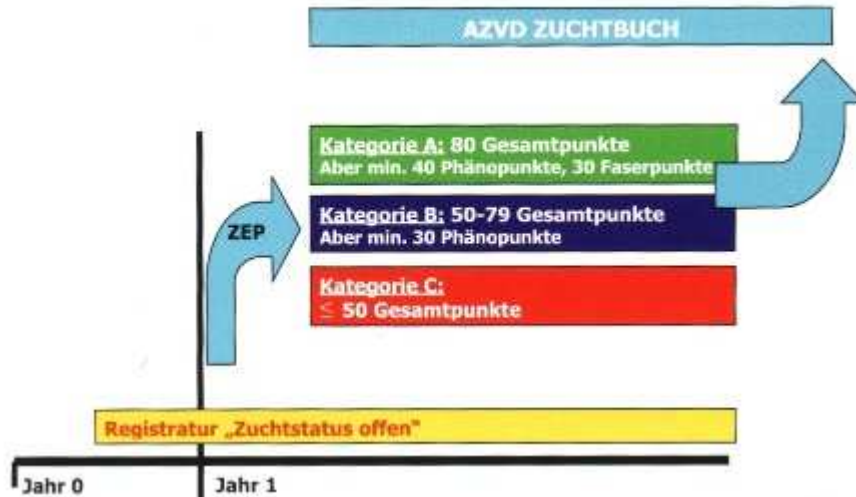 AZVD ZUCHTBUCH
Kategorie A: 80 Gesamtpunkte
Aber min. 40 Phänopunkte, 30 Faserpunkte
ZEP
Kategorie B: 50-79 Gesamtpunkte
Aber min. 30 Phänopunkte
Kategorie C:
≤ 50 Gesamtpunkte
Registratur „Zuchtstatus offen"
Jahr 0
Jahr 1